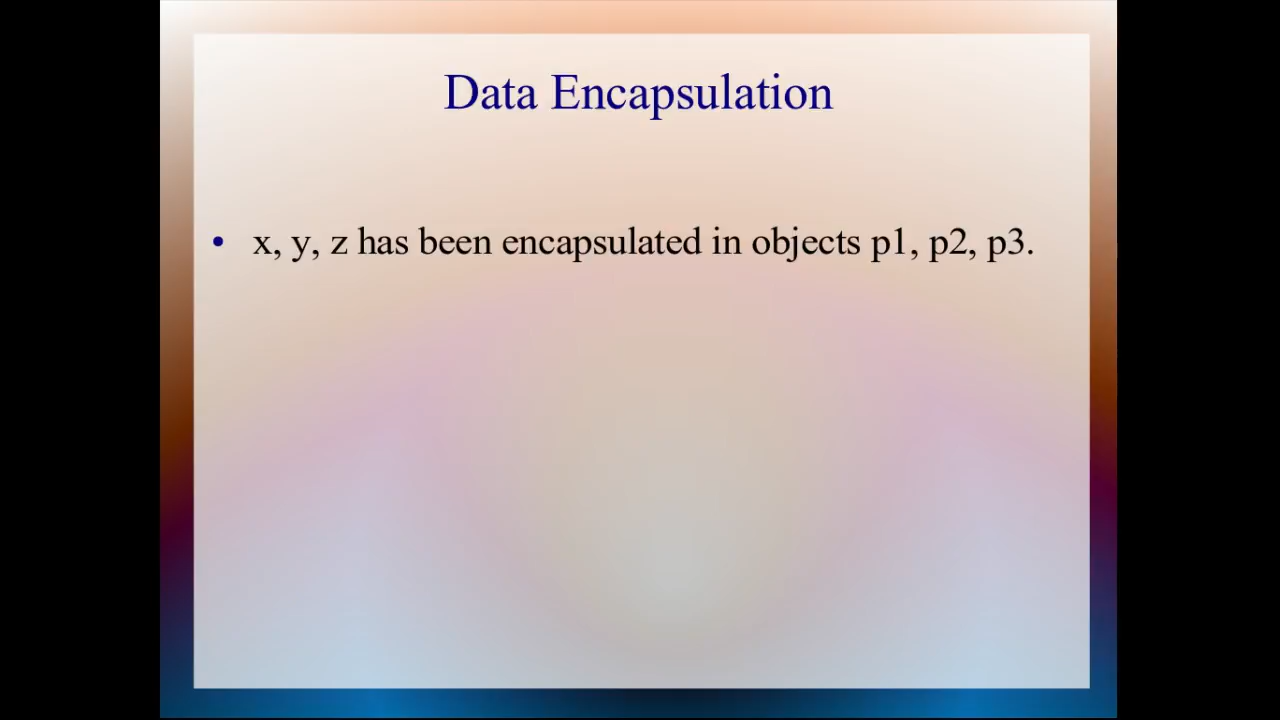 Data Encapsulation
• x, y, z has been encapsulated in objects p1, p2, p3.